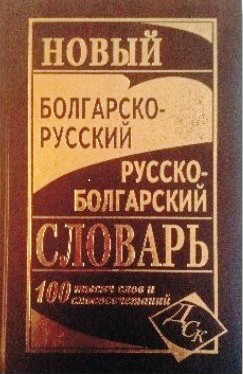 НОВЫЙ
БОЛГАРСКО-
РУССКИЙ
РУССКО-
БОЛГАРСКИЙ
СЛОВАРЬ
100 тысяч слов и
словосочетаний
ДСК